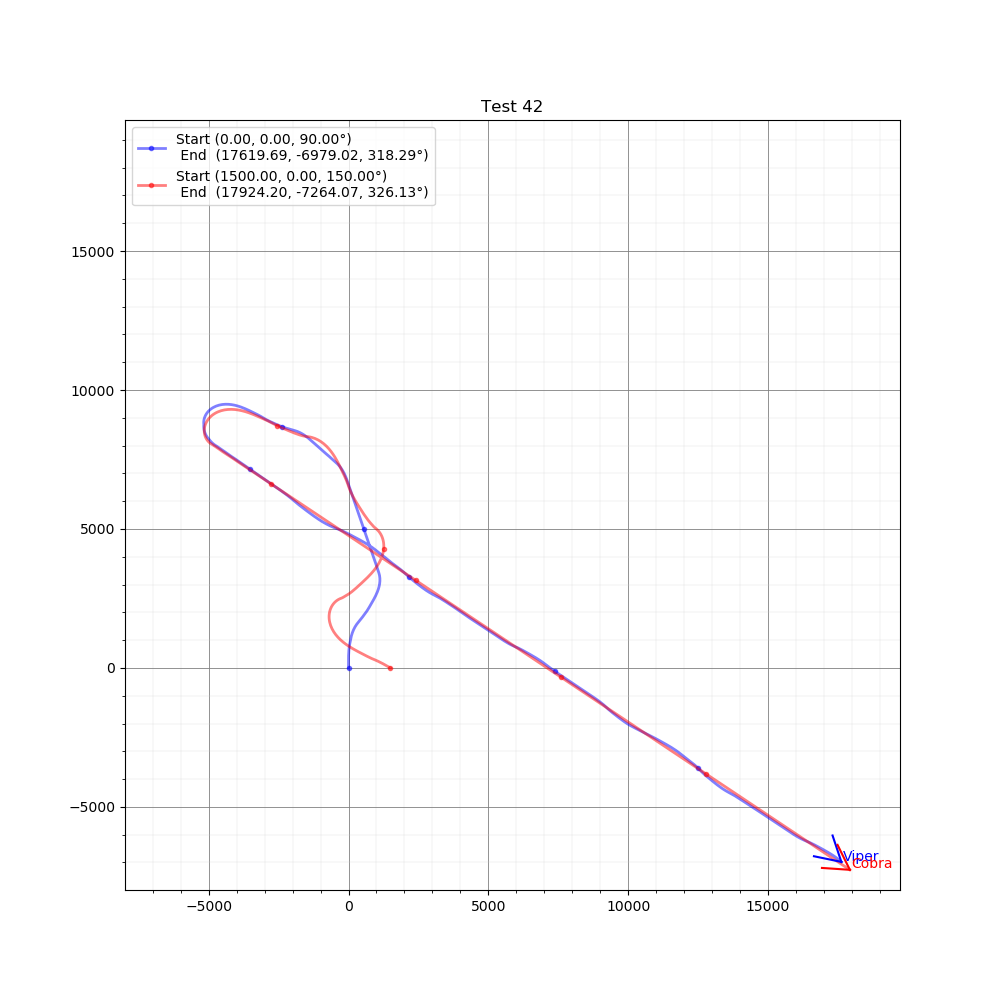 Test 42
Start (0.00, 0.00, 90.00°)
End (17619.69, -6979.02, 318.29°)
Start (1500.00, 0.00, 150.00°)
End (17924.20, -7264.07, 326.13°)
15000
10000
5000
0
−5000
Viper
Cobra
−5000 0 5000 10000 15000